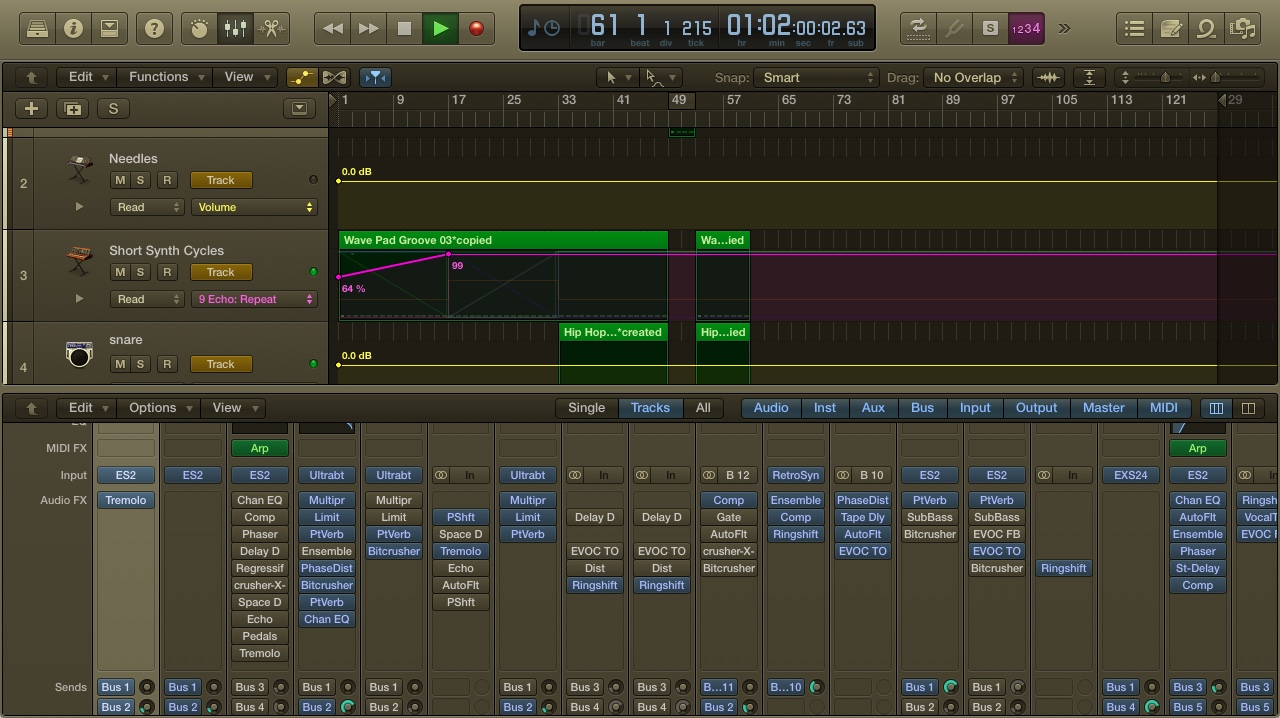 61 1 1 215 01:02:00:02.63
bar beat div tick hr min sec fr sub
S 1234
Edit Functions View Snap: Smart Drag: No Overlap
S 1 9 17 25 33 41 49 57 65 73 81 89 97 105 113 121 29
2 Needles
M S R Track 0.0 dB
Read Volume
Wave Pad Groove 03*copied Wa...ied
3 Short Synth Cycles
M S R Track 99
Read 9 Echo: Repeat 64 %
4 snare Hip Hop...*created Hip...ied
M S R Track 0.0 dB
Edit Options View Single Tracks All Audio Inst Aux Bus Input Output Master MIDI
MIDI FX Arp Arp
Input ES2 ES2 ES2 Ultrabt Ultrabt In Ultrabt In In B 12 RetroSyn B 10 ES2 ES2 In EXS24 ES2 In
Audio FX Tremolo Chan EQ Multipr Multipr Multipr Comp Ensemble PhaseDist PtVerb PtVerb Chan EQ Ringsh
Comp Limit Limit PShft Limit Delay D Delay D Gate Comp Tape Dly SubBass SubBass AutoFlt VocalT
Phaser PtVerb PtVerb Space D PtVerb AutoFlt Ringshift AutoFlt Bitcrusher EVOC FB Ensemble EVOC F
Delay D Ensemble Bitcrusher Tremolo EVOC TO EVOC TO crusher-X- EVOC TO EVOC TO Phaser
Regressif PhaseDist Echo Dist Dist Bitcrusher Bitcrusher Ringshift St-Delay
crusher-X- Bitcrusher AutoFlt Ringshift Ringshift Comp
Space D PtVerb PShft
Echo Chan EQ
Pedals
Tremolo
Sends Bus 1 Bus 1 Bus 3 Bus 1 Bus 1 Bus 1 Bus 3 Bus 3 B...11 B...10 Bus 1 Bus 1 Bus 1 Bus 3 Bus 3
Bus 2 Bus 2 Bus 4 Bus 2 Bus 2 Bus 2 Bus 4 Bus 4 Bus 2 Bus 2 Bus 2 Bus 4 Bus 5 Bus 5